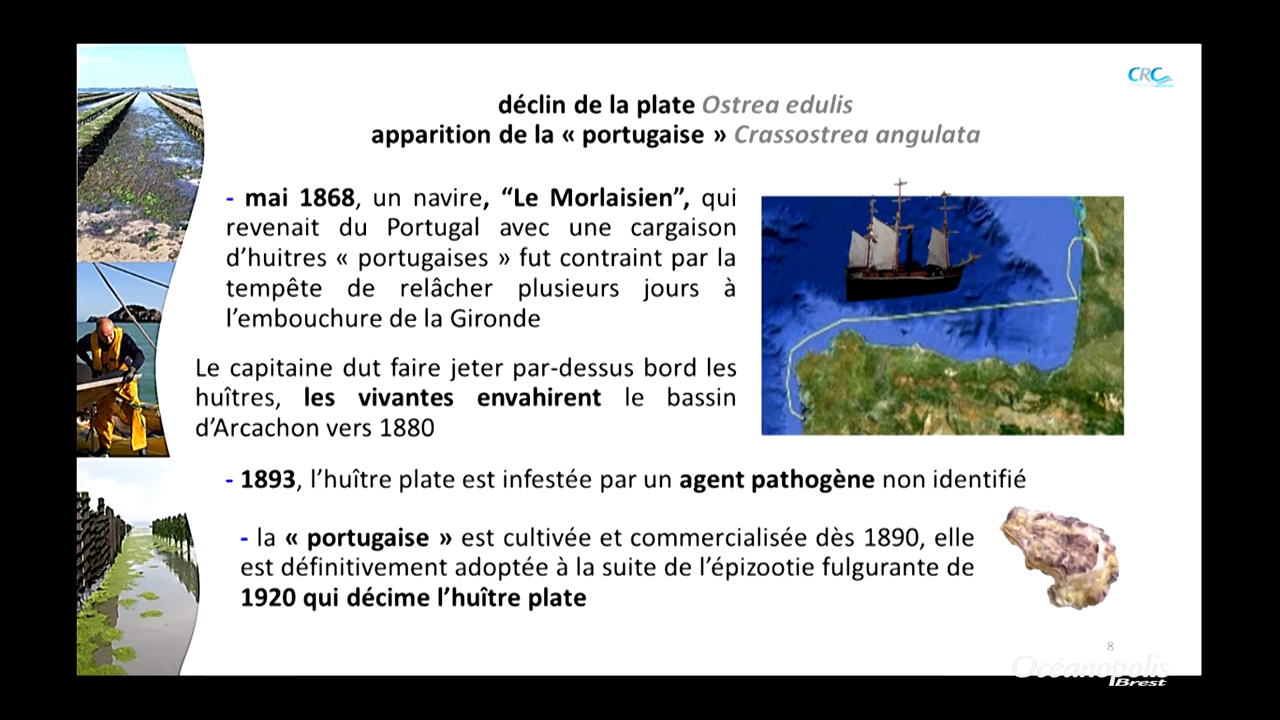 CRC
déclin de la plate Ostrea edulis
apparition de la « portugaise » Crassostrea angulata
- mai 1868, un navire, “Le Morlaisien”, qui
revenait du Portugal avec une cargaison
d’huitres « portugaises » fut contraint par la
tempête de relâcher plusieurs jours à
l’embouchure de la Gironde
Le capitaine dut faire jeter par-dessus bord les
huîtres, les vivantes envahirent le bassin
d’Arcachon vers 1880
- 1893, l’huître plate est infestée par un agent pathogène non identifié
- la « portugaise » est cultivée et commercialisée dès 1890, elle
est définitivement adoptée à la suite de l’épizootie fulgurante de
1920 qui décime l’huître plate
8
Océanopolis
Brest